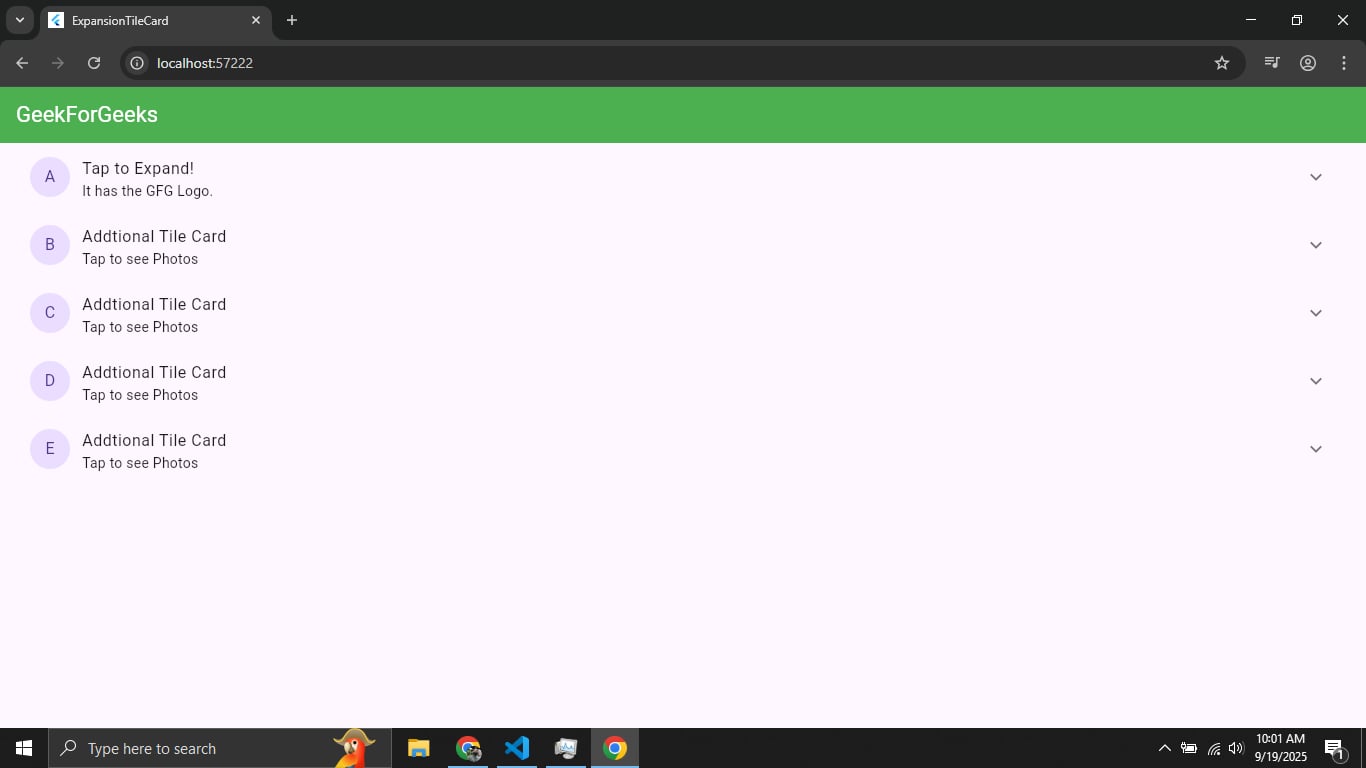 ExpansionTileCard
localhost:57222
GeekForGeeks
A
Tap to Expand!
It has the GFG Logo.
B
Addtional Tile Card
Tap to see Photos
C
Addtional Tile Card
Tap to see Photos
D
Addtional Tile Card
Tap to see Photos
E
Addtional Tile Card
Tap to see Photos
Type here to search
10:01 AM
9/19/2025
1